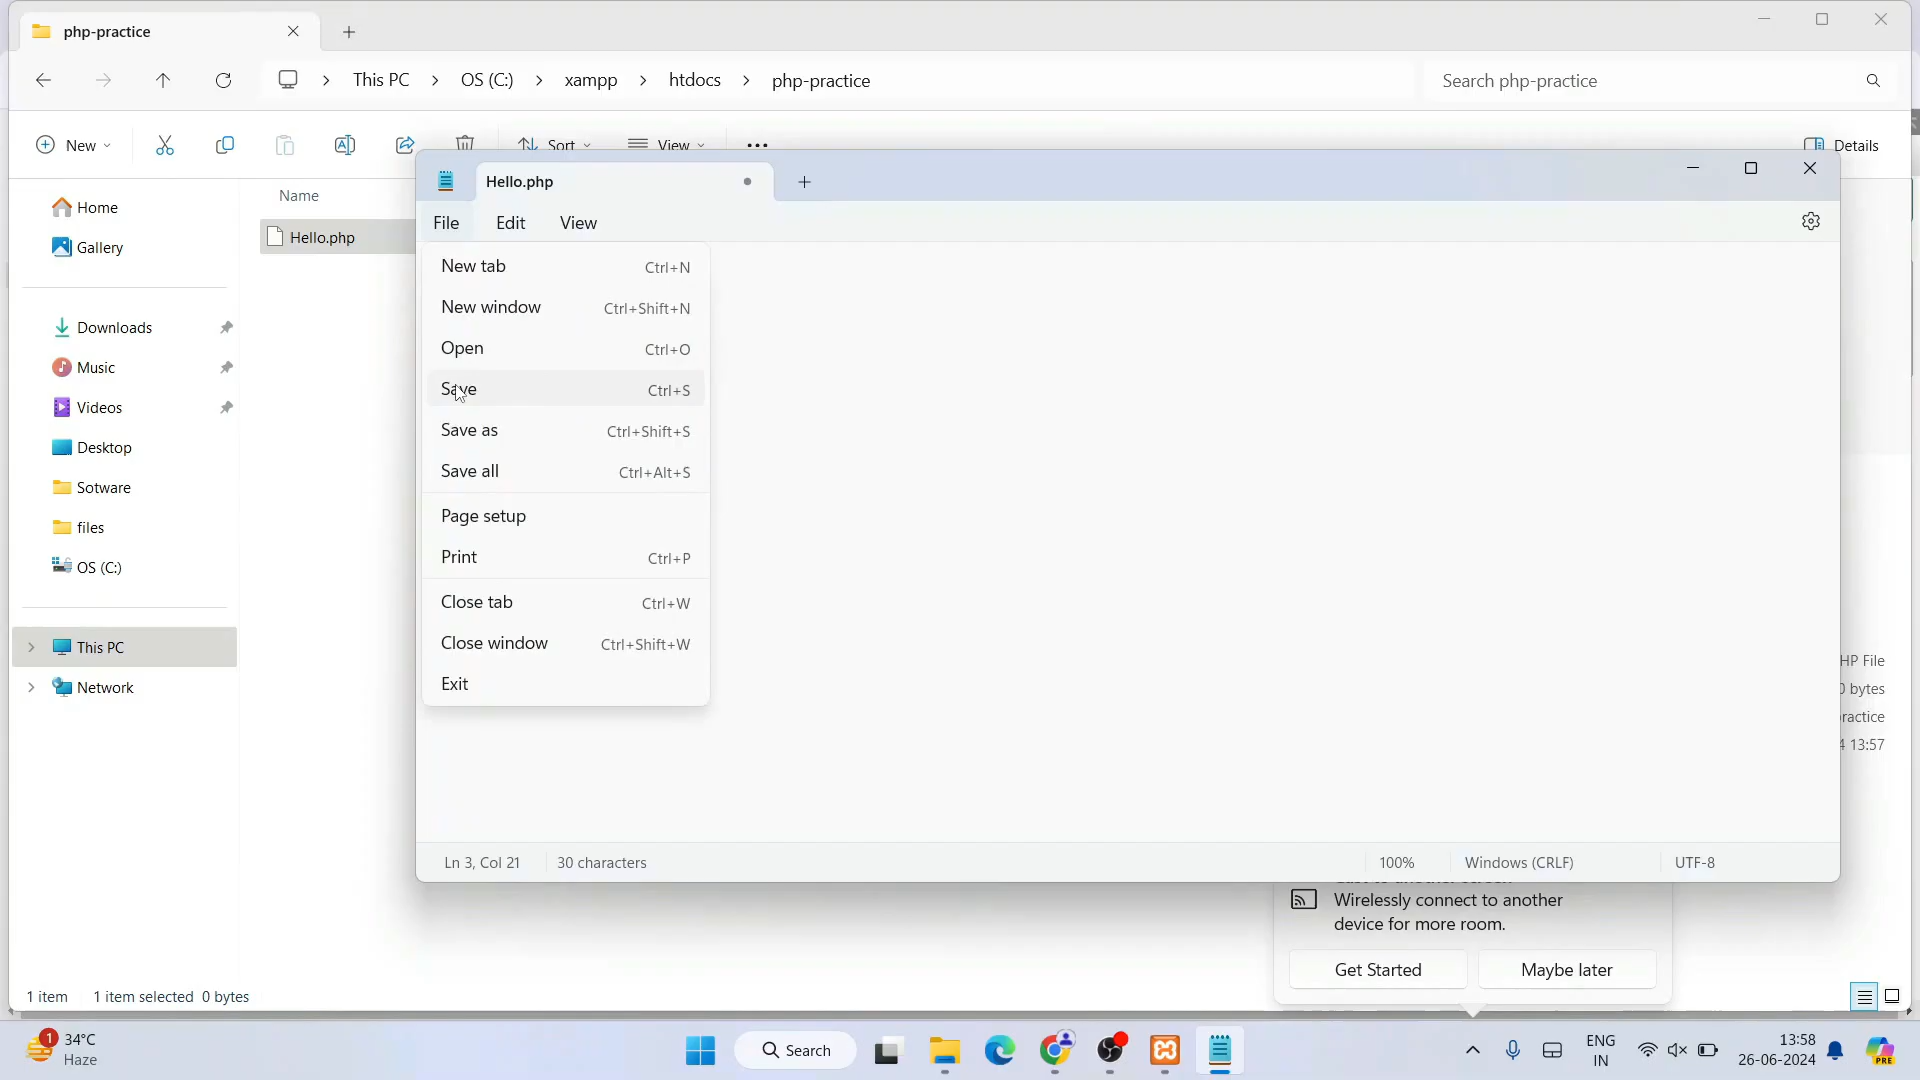 php-practice
This PC
OS (C:)
xampp
htdocs
php-practice
Search php-practice
New
Sort
View
Details
Home
Gallery
Downloads
Music
Videos
Desktop
Sotware
files
OS (C:)
This PC
Network
Name
Hello.php
Hello.php
File Edit View
New tab Ctrl+N
New window Ctrl+Shift+N
Open Ctrl+O
Save Ctrl+S
Save as Ctrl+Shift+S
Save all Ctrl+Alt+S
Page setup
Print Ctrl+P
Close tab Ctrl+W
Close window Ctrl+Shift+W
Exit
Ln 3, Col 21 30 characters 100% Windows (CRLF) UTF-8
HP File
0 bytes
ractice
4 13:57
Wirelessly connect to another
device for more room.
Get Started Maybe later
1 item 1 item selected 0 bytes
1
34°C
Haze
Search
ENG
IN
13:58
26-06-2024
PRE